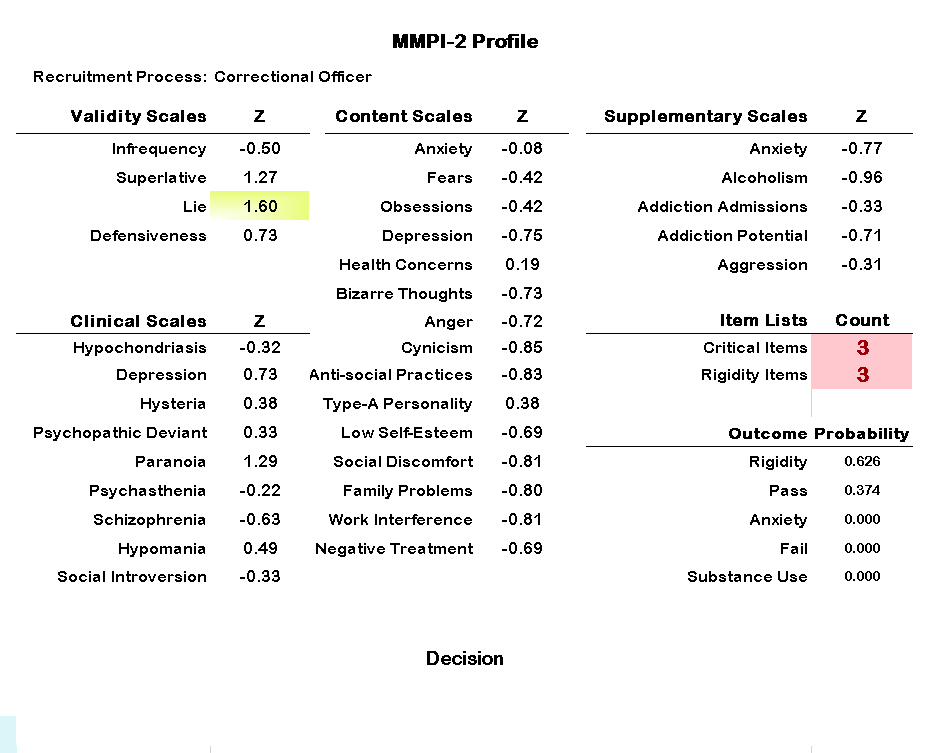 MMPI-2 Profile
Recruitment Process: Correctional Officer
Validity Scales Z
Infrequency -0.50
Superlative 1.27
Lie 1.60
Defensiveness 0.73
Clinical Scales Z
Hypochondriasis -0.32
Depression 0.73
Hysteria 0.38
Psychopathic Deviant 0.33
Paranoia 1.29
Psychasthenia -0.22
Schizophrenia -0.63
Hypomania 0.49
Social Introversion -0.33
Content Scales Z
Anxiety -0.08
Fears -0.42
Obsessions -0.42
Depression -0.75
Health Concerns 0.19
Bizarre Thoughts -0.73
Anger -0.72
Cynicism -0.85
Anti-social Practices -0.83
Type-A Personality 0.38
Low Self-Esteem -0.69
Social Discomfort -0.81
Family Problems -0.80
Work Interference -0.81
Negative Treatment -0.69
Supplementary Scales Z
Anxiety -0.77
Alcoholism -0.96
Addiction Admissions -0.33
Addiction Potential -0.71
Aggression -0.31
Item Lists Count
Critical Items 3
Rigidity Items 3
Outcome Probability
Rigidity 0.626
Pass 0.374
Anxiety 0.000
Fail 0.000
Substance Use 0.000
Decision